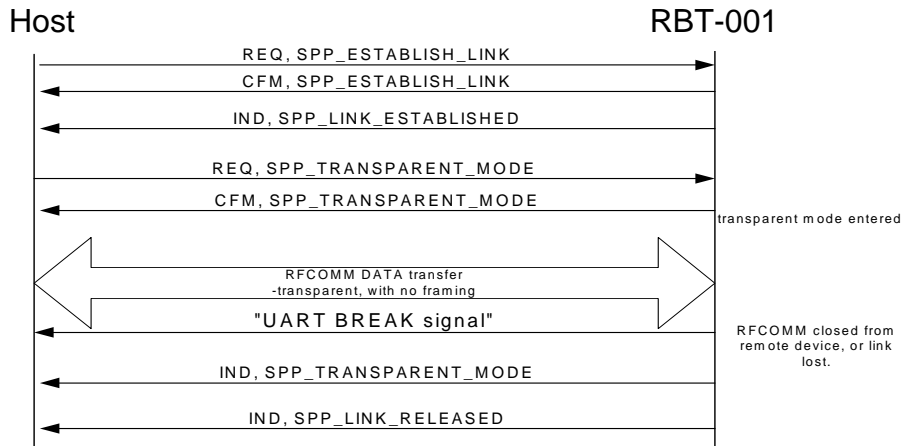 Host
RBT-001
REQ, SPP_ESTABLISH_LINK
CFM, SPP_ESTABLISH_LINK
IND, SPP_LINK_ESTABLISHED
REQ, SPP_TRANSPARENT_MODE
CFM, SPP_TRANSPARENT_MODE
transparent mode entered
RFCOMM DATA transfer
-transparent, with no framing
"UART BREAK signal"
RFCOMM closed from
remote device, or link
lost.
IND, SPP_TRANSPARENT_MODE
IND, SPP_LINK_RELEASED